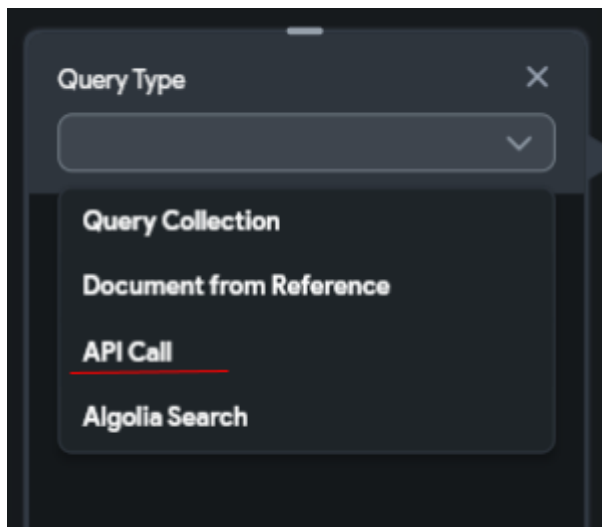 Query Type
Query Collection
Document from Reference
API Call
Algolia Search